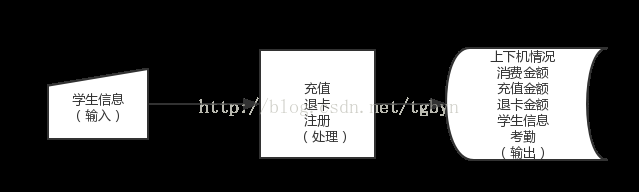 学生信息
（输入）
充值
退卡
注册
（处理）
上下机情况
消费金额
充值金额
退卡金额
学生信息
考勤
（输出）
http://blog.csdn.net/tgbyn